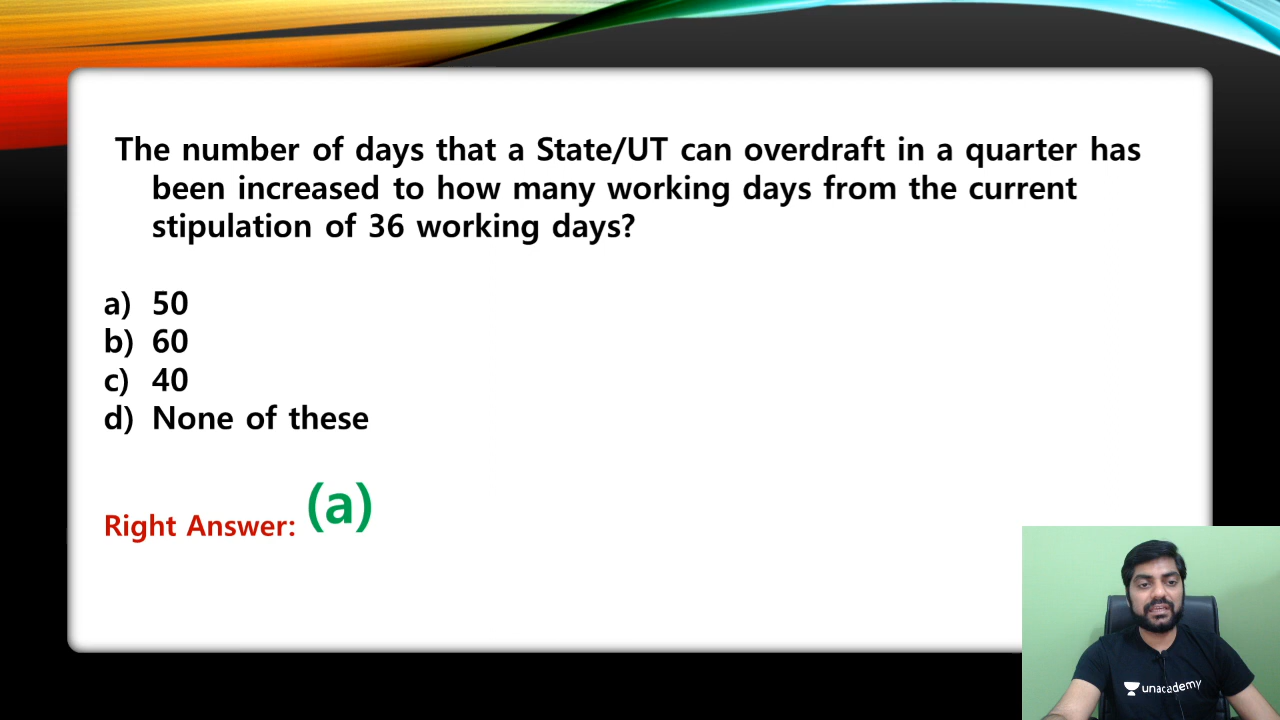 The number of days that a State/UT can overdraft in a quarter has
been increased to how many working days from the current
stipulation of 36 working days?
a) 50
b) 60
c) 40
d) None of these
Right Answer: (a)
unacademy